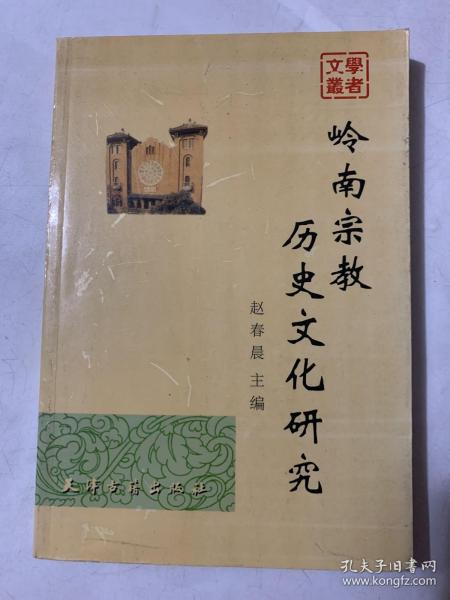 學者
文叢
岭南宗教
历史文化研究
赵春晨 主编
天津古籍出版社
孔夫子旧书网
www.kongfz.com